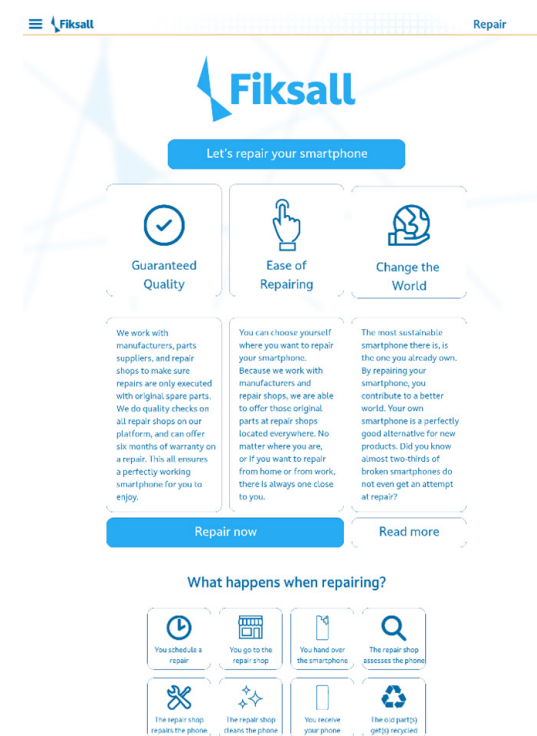 Fiksall
Repair
Fiksall
Let's repair your smartphone
Guaranteed
Quality
Ease of
Repairing
Change the
World
We work with
manufacturers, parts
suppliers, and repair
shops to make sure
repairs are only executed
with original spare parts.
We do quality checks on
all repair shops on our
platform, and can offer
six months of warranty on
a repair. This all ensures
a perfectly working
smartphone for you to
enjoy.
You can choose yourself
where you want to repair
your smartphone.
Because we work with
manufacturers and
repair shops, we are able
to offer those original
parts at repair shops
located everywhere. No
matter where you are,
or if you want to repair
from home or from work,
there is always one close
to you.
The most sustainable
smartphone there is, is
the one you already own.
By repairing your
smartphone, you
contribute to a better
world. Your own
smartphone is a perfectly
good alternative for new
products. Did you know
almost two-thirds of
broken smartphones do
not even get an attempt
at repair?
Repair now
Read more
What happens when repairing?
You schedule a
repair
You go to the
repair shop
You hand over
the smartphone
The repair shop
assesses the phone
The repair shop
repairs the phone
The repair shop
cleans the phone
You receive
your phone
The old part(s)
get(s) recycled